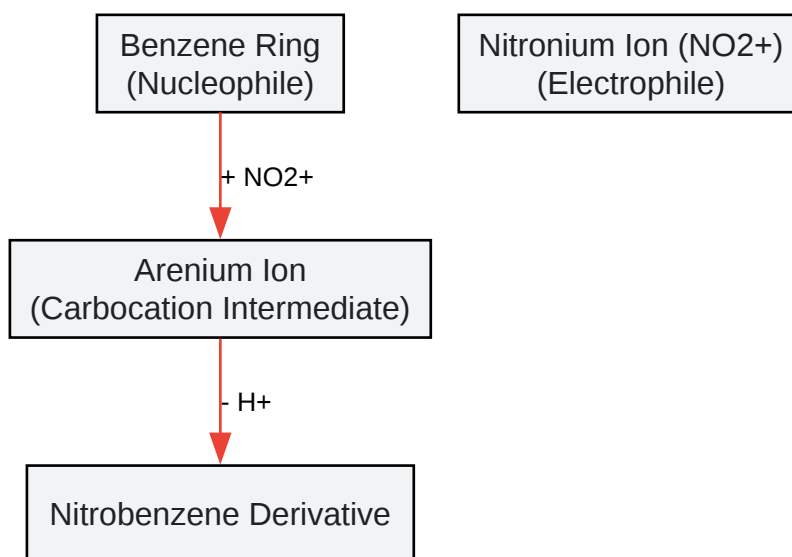 Benzene Ring
(Nucleophile)
Nitronium Ion (NO2+)
(Electrophile)
+ NO2+
Arenium Ion
(Carbocation Intermediate)
- H+
Nitrobenzene Derivative